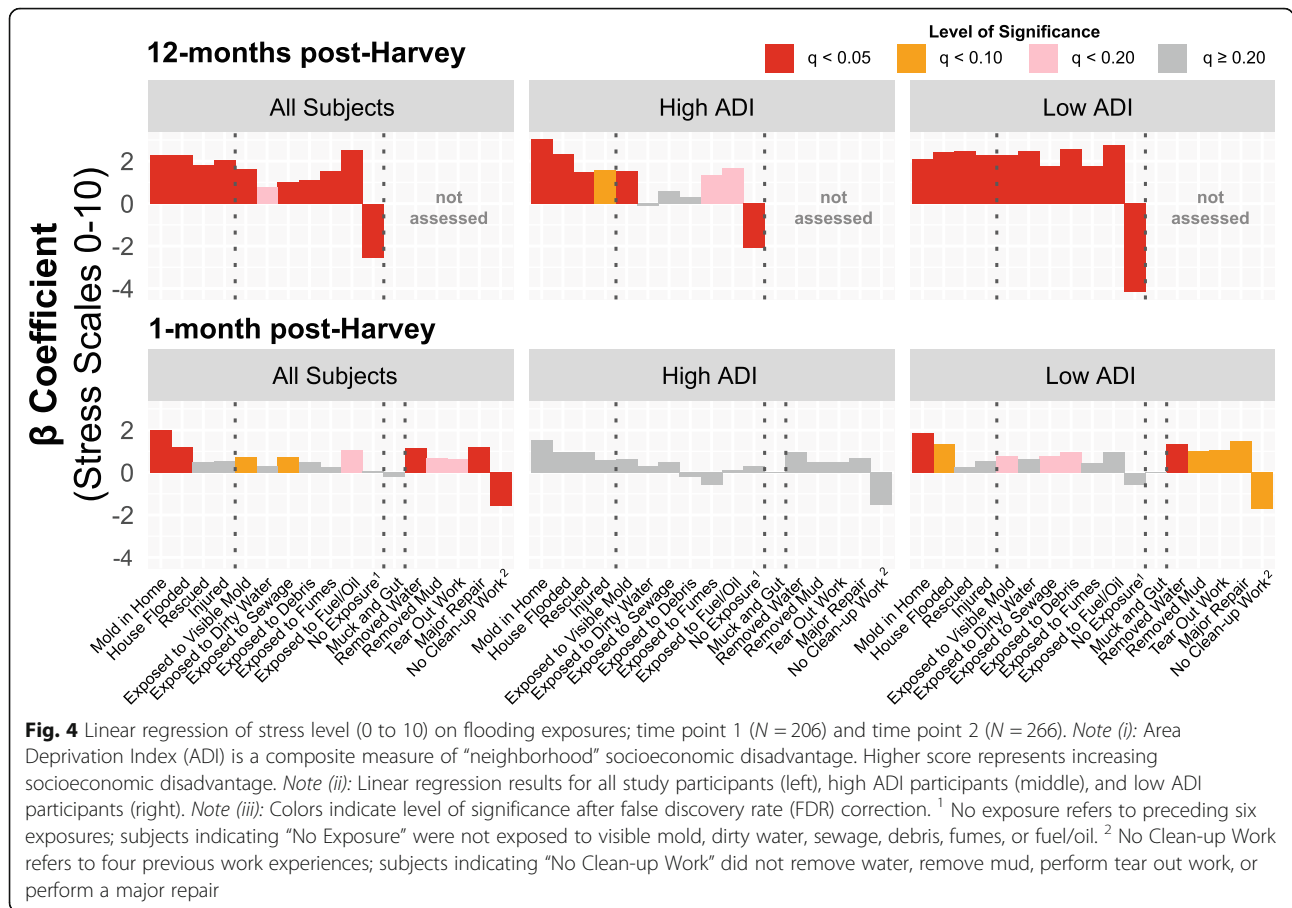 12-months post-Harvey
Level of Significance
q < 0.05
q < 0.10
q < 0.20
q ≥ 0.20
All Subjects
High ADI
Low ADI
β Coefficient
(Stress Scales 0-10)
2
0
-2
-4
not
assessed
not
assessed
not
assessed
1-month post-Harvey
All Subjects
High ADI
Low ADI
2
0
-2
-4
Mold in Home
House Flooded
Rescued
Injured
Exposed to Visible Mold
Exposed to Dirty Water
Exposed to Sewage
Exposed to Debris
Exposed to Fumes
Exposed to Fuel/Oil
No Exposure¹
Muck and Gut
Removed Water
Removed Mud
Tear Out Work
Major Repair
No Clean-up Work²
Mold in Home
House Flooded
Rescued
Injured
Exposed to Visible Mold
Exposed to Dirty Water
Exposed to Sewage
Exposed to Debris
Exposed to Fumes
Exposed to Fuel/Oil
No Exposure¹
Muck and Gut
Removed Water
Removed Mud
Tear Out Work
Major Repair
No Clean-up Work²
Mold in Home
House Flooded
Rescued
Injured
Exposed to Visible Mold
Exposed to Dirty Water
Exposed to Sewage
Exposed to Debris
Exposed to Fumes
Exposed to Fuel/Oil
No Exposure¹
Muck and Gut
Removed Water
Removed Mud
Tear Out Work
Major Repair
No Clean-up Work²
Fig. 4 Linear regression of stress level (0 to 10) on flooding exposures; time point 1 (N = 206) and time point 2 (N = 266). Note (i): Area
Deprivation Index (ADI) is a composite measure of “neighborhood” socioeconomic disadvantage. Higher score represents increasing
socioeconomic disadvantage. Note (ii): Linear regression results for all study participants (left), high ADI participants (middle), and low ADI
participants (right). Note (iii): Colors indicate level of significance after false discovery rate (FDR) correction. ¹ No exposure refers to preceding six
exposures; subjects indicating “No Exposure” were not exposed to visible mold, dirty water, sewage, debris, fumes, or fuel/oil. ² No Clean-up Work
refers to four previous work experiences; subjects indicating “No Clean-up Work” did not remove water, remove mud, perform tear out work, or
perform a major repair